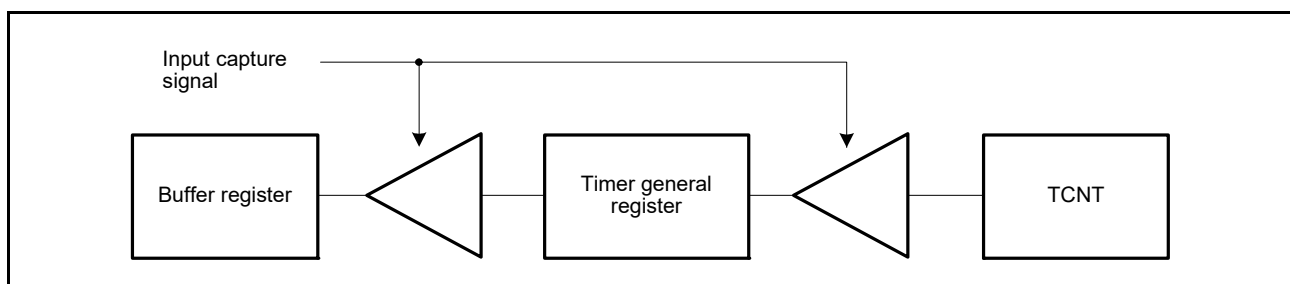 Input capture
signal
Buffer register
Timer general
register
TCNT